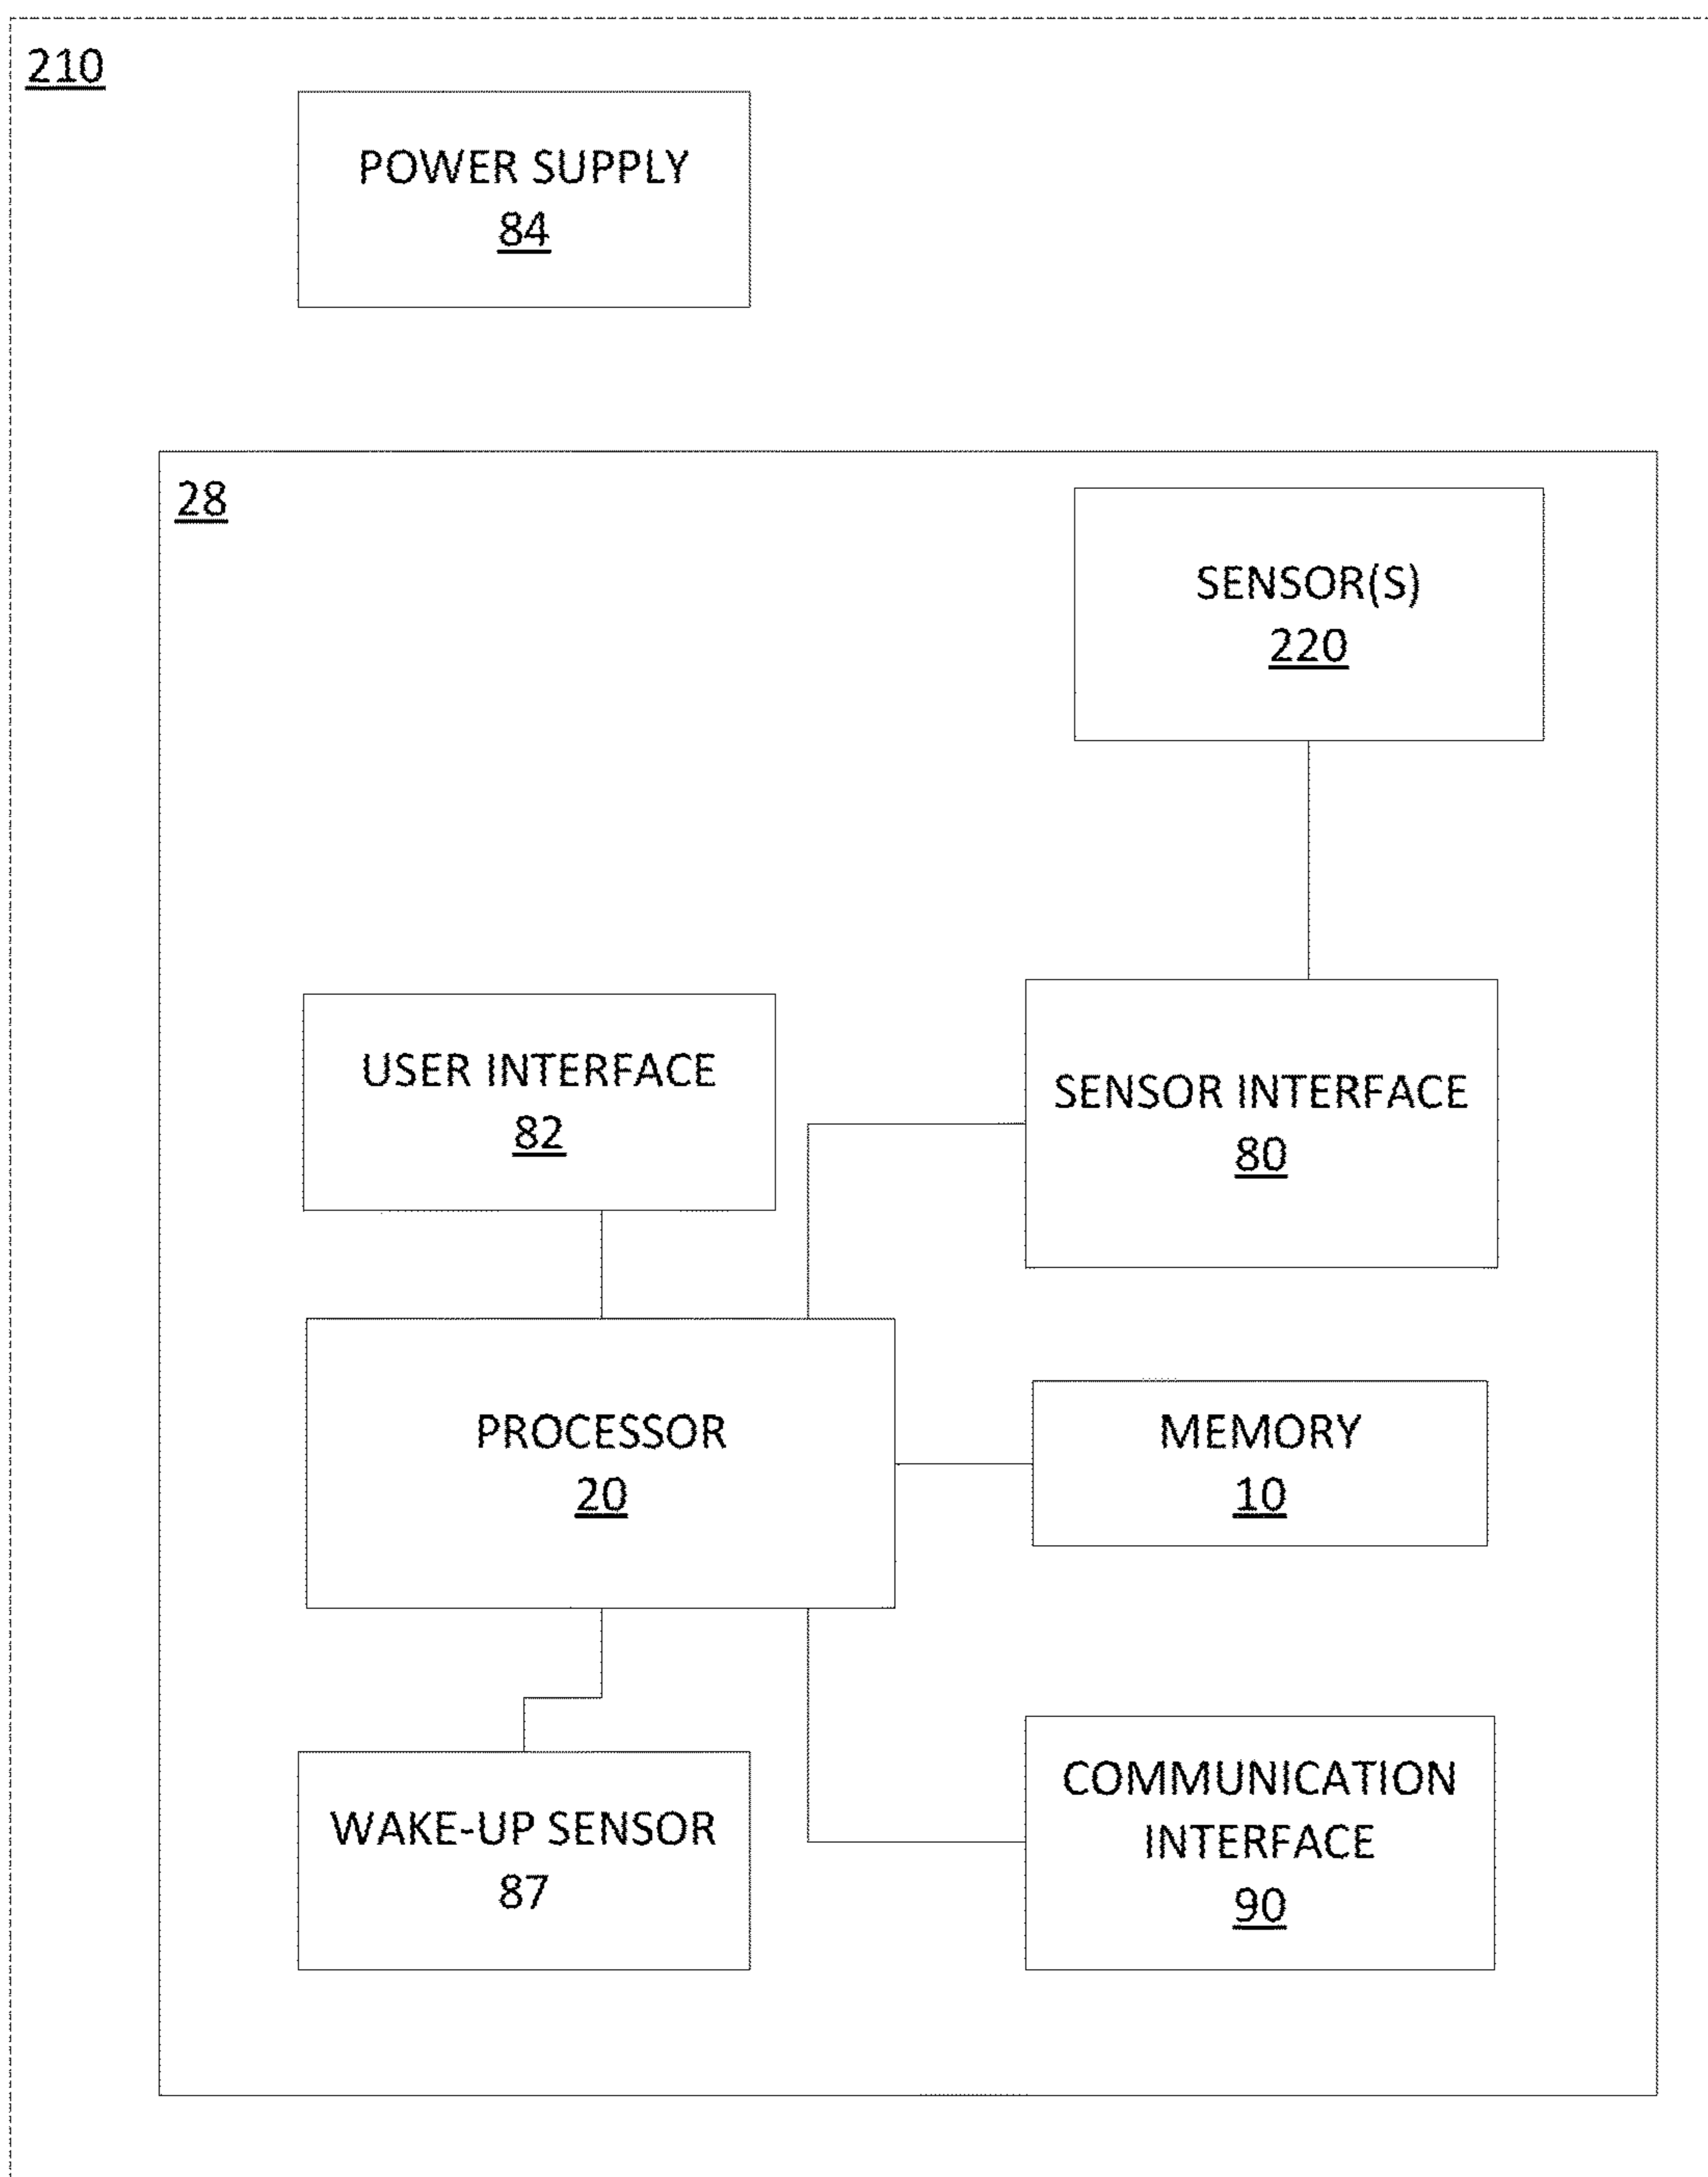 210
POWER SUPPLY
84
28
SENSOR(S)
220
USER INTERFACE
82
SENSOR INTERFACE
80
PROCESSOR
20
MEMORY
10
WAKE-UP SENSOR
87
COMMUNICATION
INTERFACE
90